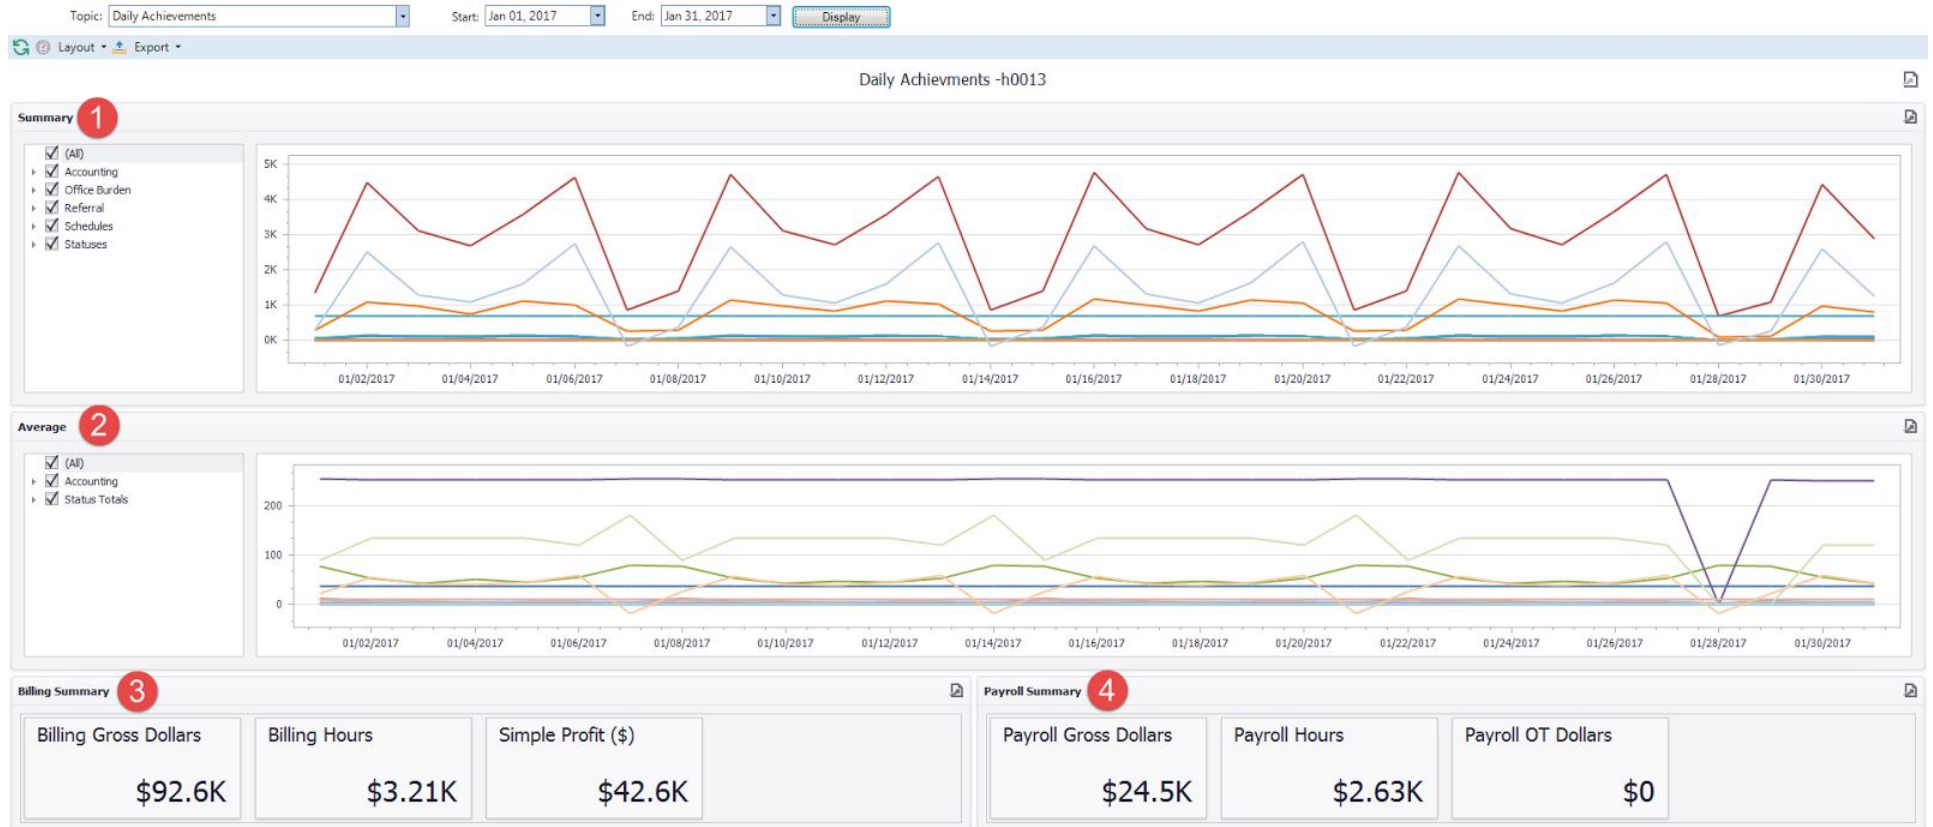 Topic: Daily Achievements Start: Jan 01, 2017 End: Jan 31, 2017 Display
Layout Export
Daily Achievments -h0013
Summary 1
(All)
Accounting
Office Burden
Referral
Schedules
Statuses
5K
4K
3K
2K
1K
0K
01/02/2017 01/04/2017 01/06/2017 01/08/2017 01/10/2017 01/12/2017 01/14/2017 01/16/2017 01/18/2017 01/20/2017 01/22/2017 01/24/2017 01/26/2017 01/28/2017 01/30/2017
Average 2
(All)
Accounting
Status Totals
200
100
0
01/02/2017 01/04/2017 01/06/2017 01/08/2017 01/10/2017 01/12/2017 01/14/2017 01/16/2017 01/18/2017 01/20/2017 01/22/2017 01/24/2017 01/26/2017 01/28/2017 01/30/2017
Billing Summary 3
Billing Gross Dollars
$92.6K
Billing Hours
$3.21K
Simple Profit ($)
$42.6K
Payroll Summary 4
Payroll Gross Dollars
$24.5K
Payroll Hours
$2.63K
Payroll OT Dollars
$0